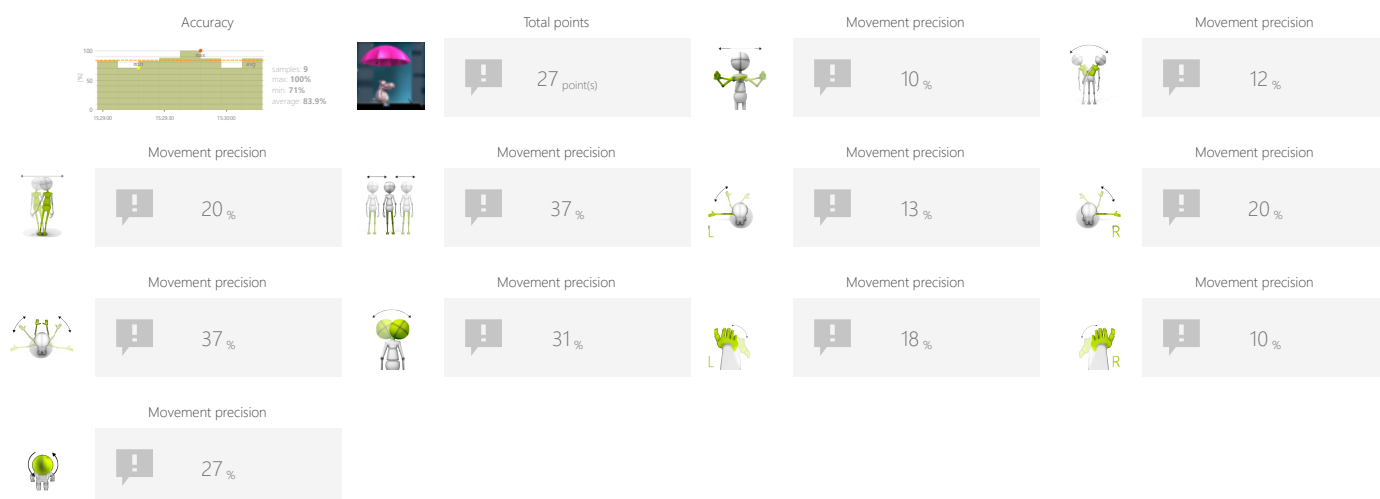 Accuracy
100
max
min
avg
[%]
50
0
15:29:00
15:29:30
15:30:00
samples: 9
max: 100%
min: 71%
average: 83.9%
Total points
27 point(s)
Movement precision
10 %
Movement precision
12 %
Movement precision
20 %
Movement precision
37 %
Movement precision
L
13 %
Movement precision
R
20 %
Movement precision
37 %
Movement precision
31 %
Movement precision
L
18 %
Movement precision
R
10 %
Movement precision
27 %